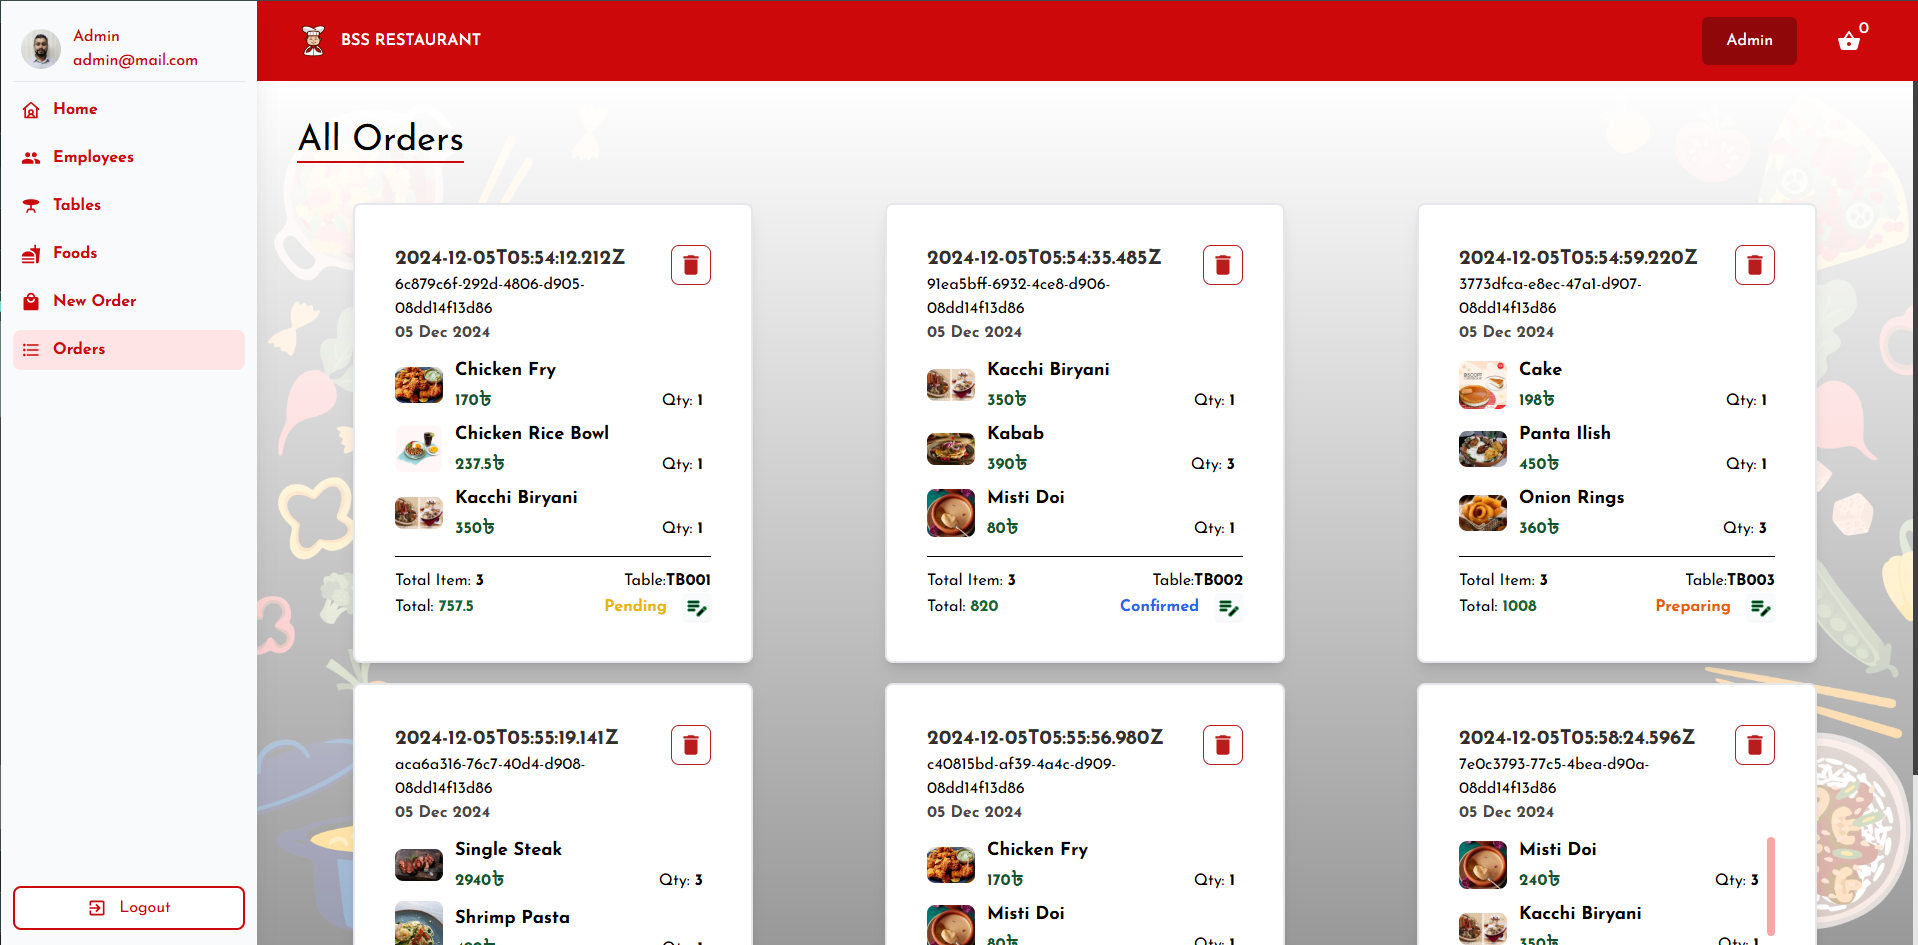 Admin
admin@mail.com
Home
Employees
Tables
Foods
New Order
Orders
Logout
BSS RESTAURANT
Admin
0
All Orders
2024-12-05T05:54:12.212Z
6c879c6f-292d-4806-d905-
08dd14f13d86
05 Dec 2024
Chicken Fry
170৳ Qty: 1
Chicken Rice Bowl
237.5৳ Qty: 1
Kacchi Biryani
350৳ Qty: 1
Total Item: 3 Table:TB001
Total: 757.5 Pending
2024-12-05T05:54:35.485Z
91ea5bff-6932-4ce8-d906-
08dd14f13d86
05 Dec 2024
Kacchi Biryani
350৳ Qty: 1
Kabab
390৳ Qty: 3
Misti Doi
80৳ Qty: 1
Total Item: 3 Table:TB002
Total: 820 Confirmed
2024-12-05T05:54:59.220Z
3773dfca-e8ec-47a1-d907-
08dd14f13d86
05 Dec 2024
Cake
198৳ Qty: 1
Panta Ilish
450৳ Qty: 1
Onion Rings
360৳ Qty: 3
Total Item: 3 Table:TB003
Total: 1008 Preparing
2024-12-05T05:55:19.141Z
aca6a316-76c7-40d4-d908-
08dd14f13d86
05 Dec 2024
Single Steak
2940৳ Qty: 3
Shrimp Pasta
2024-12-05T05:55:56.980Z
c40815bd-af39-4a4c-d909-
08dd14f13d86
05 Dec 2024
Chicken Fry
170৳ Qty: 1
Misti Doi
80৳ Qty: 1
2024-12-05T05:58:24.596Z
7e0c3793-77c5-4bea-d90a-
08dd14f13d86
05 Dec 2024
Misti Doi
240৳ Qty: 3
Kacchi Biryani
350৳ Qty: 1